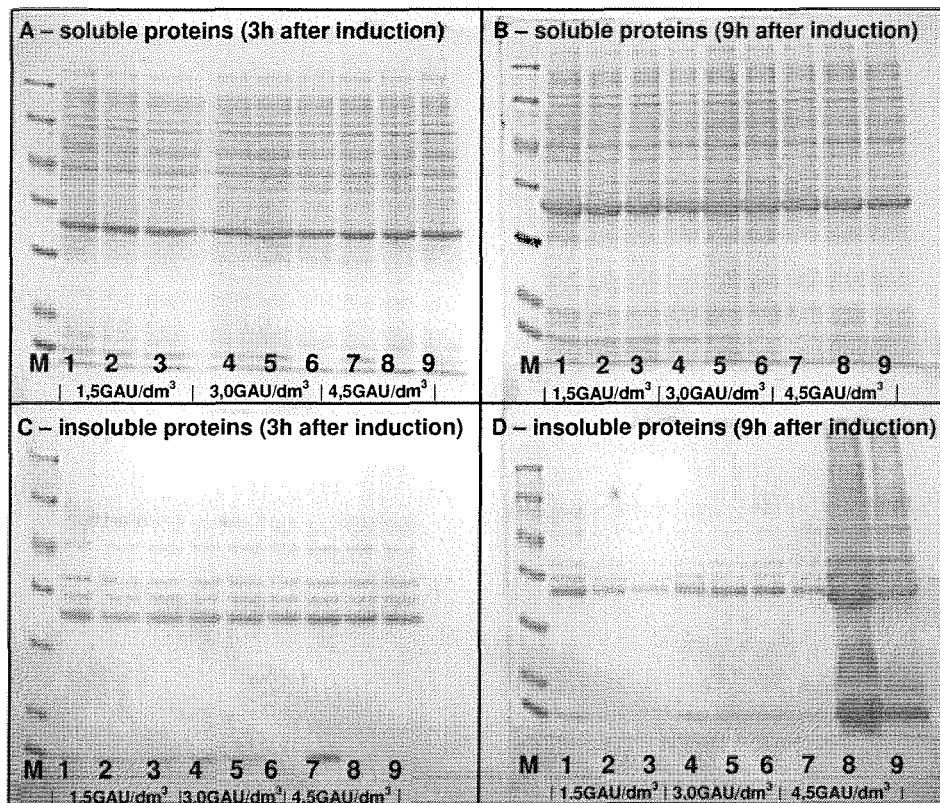 A – soluble proteins (3h after induction)
M 1 2 3 4 5 6 7 8 9
| 1,5GAU/dm³ | 3,0GAU/dm³ | 4,5GAU/dm³ |
B – soluble proteins (9h after induction)
M 1 2 3 4 5 6 7 8 9
| 1,5GAU/dm³ | 3,0GAU/dm³ | 4,5GAU/dm³ |
C – insoluble proteins (3h after induction)
M 1 2 3 4 5 6 7 8 9
| 1,5GAU/dm³ | 3,0GAU/dm³ | 4,5GAU/dm³ |
D – insoluble proteins (9h after induction)
M 1 2 3 4 5 6 7 8 9
| 1,5GAU/dm³ | 3,0GAU/dm³ | 4,5GAU/dm³ |